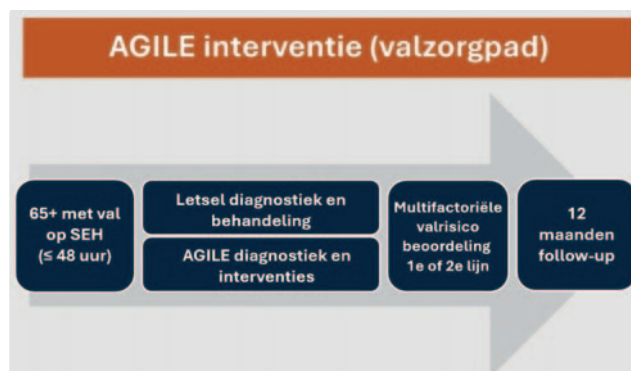 AGILE interventie (valzorgpad)
65+ met val
op SEH
(≤ 48 uur)
Letsel diagnostiek en
behandeling
AGILE diagnostiek en
interventies
Multifactoriële
valrisico
beoordeling
1e of 2e lijn
12
maanden
follow-up